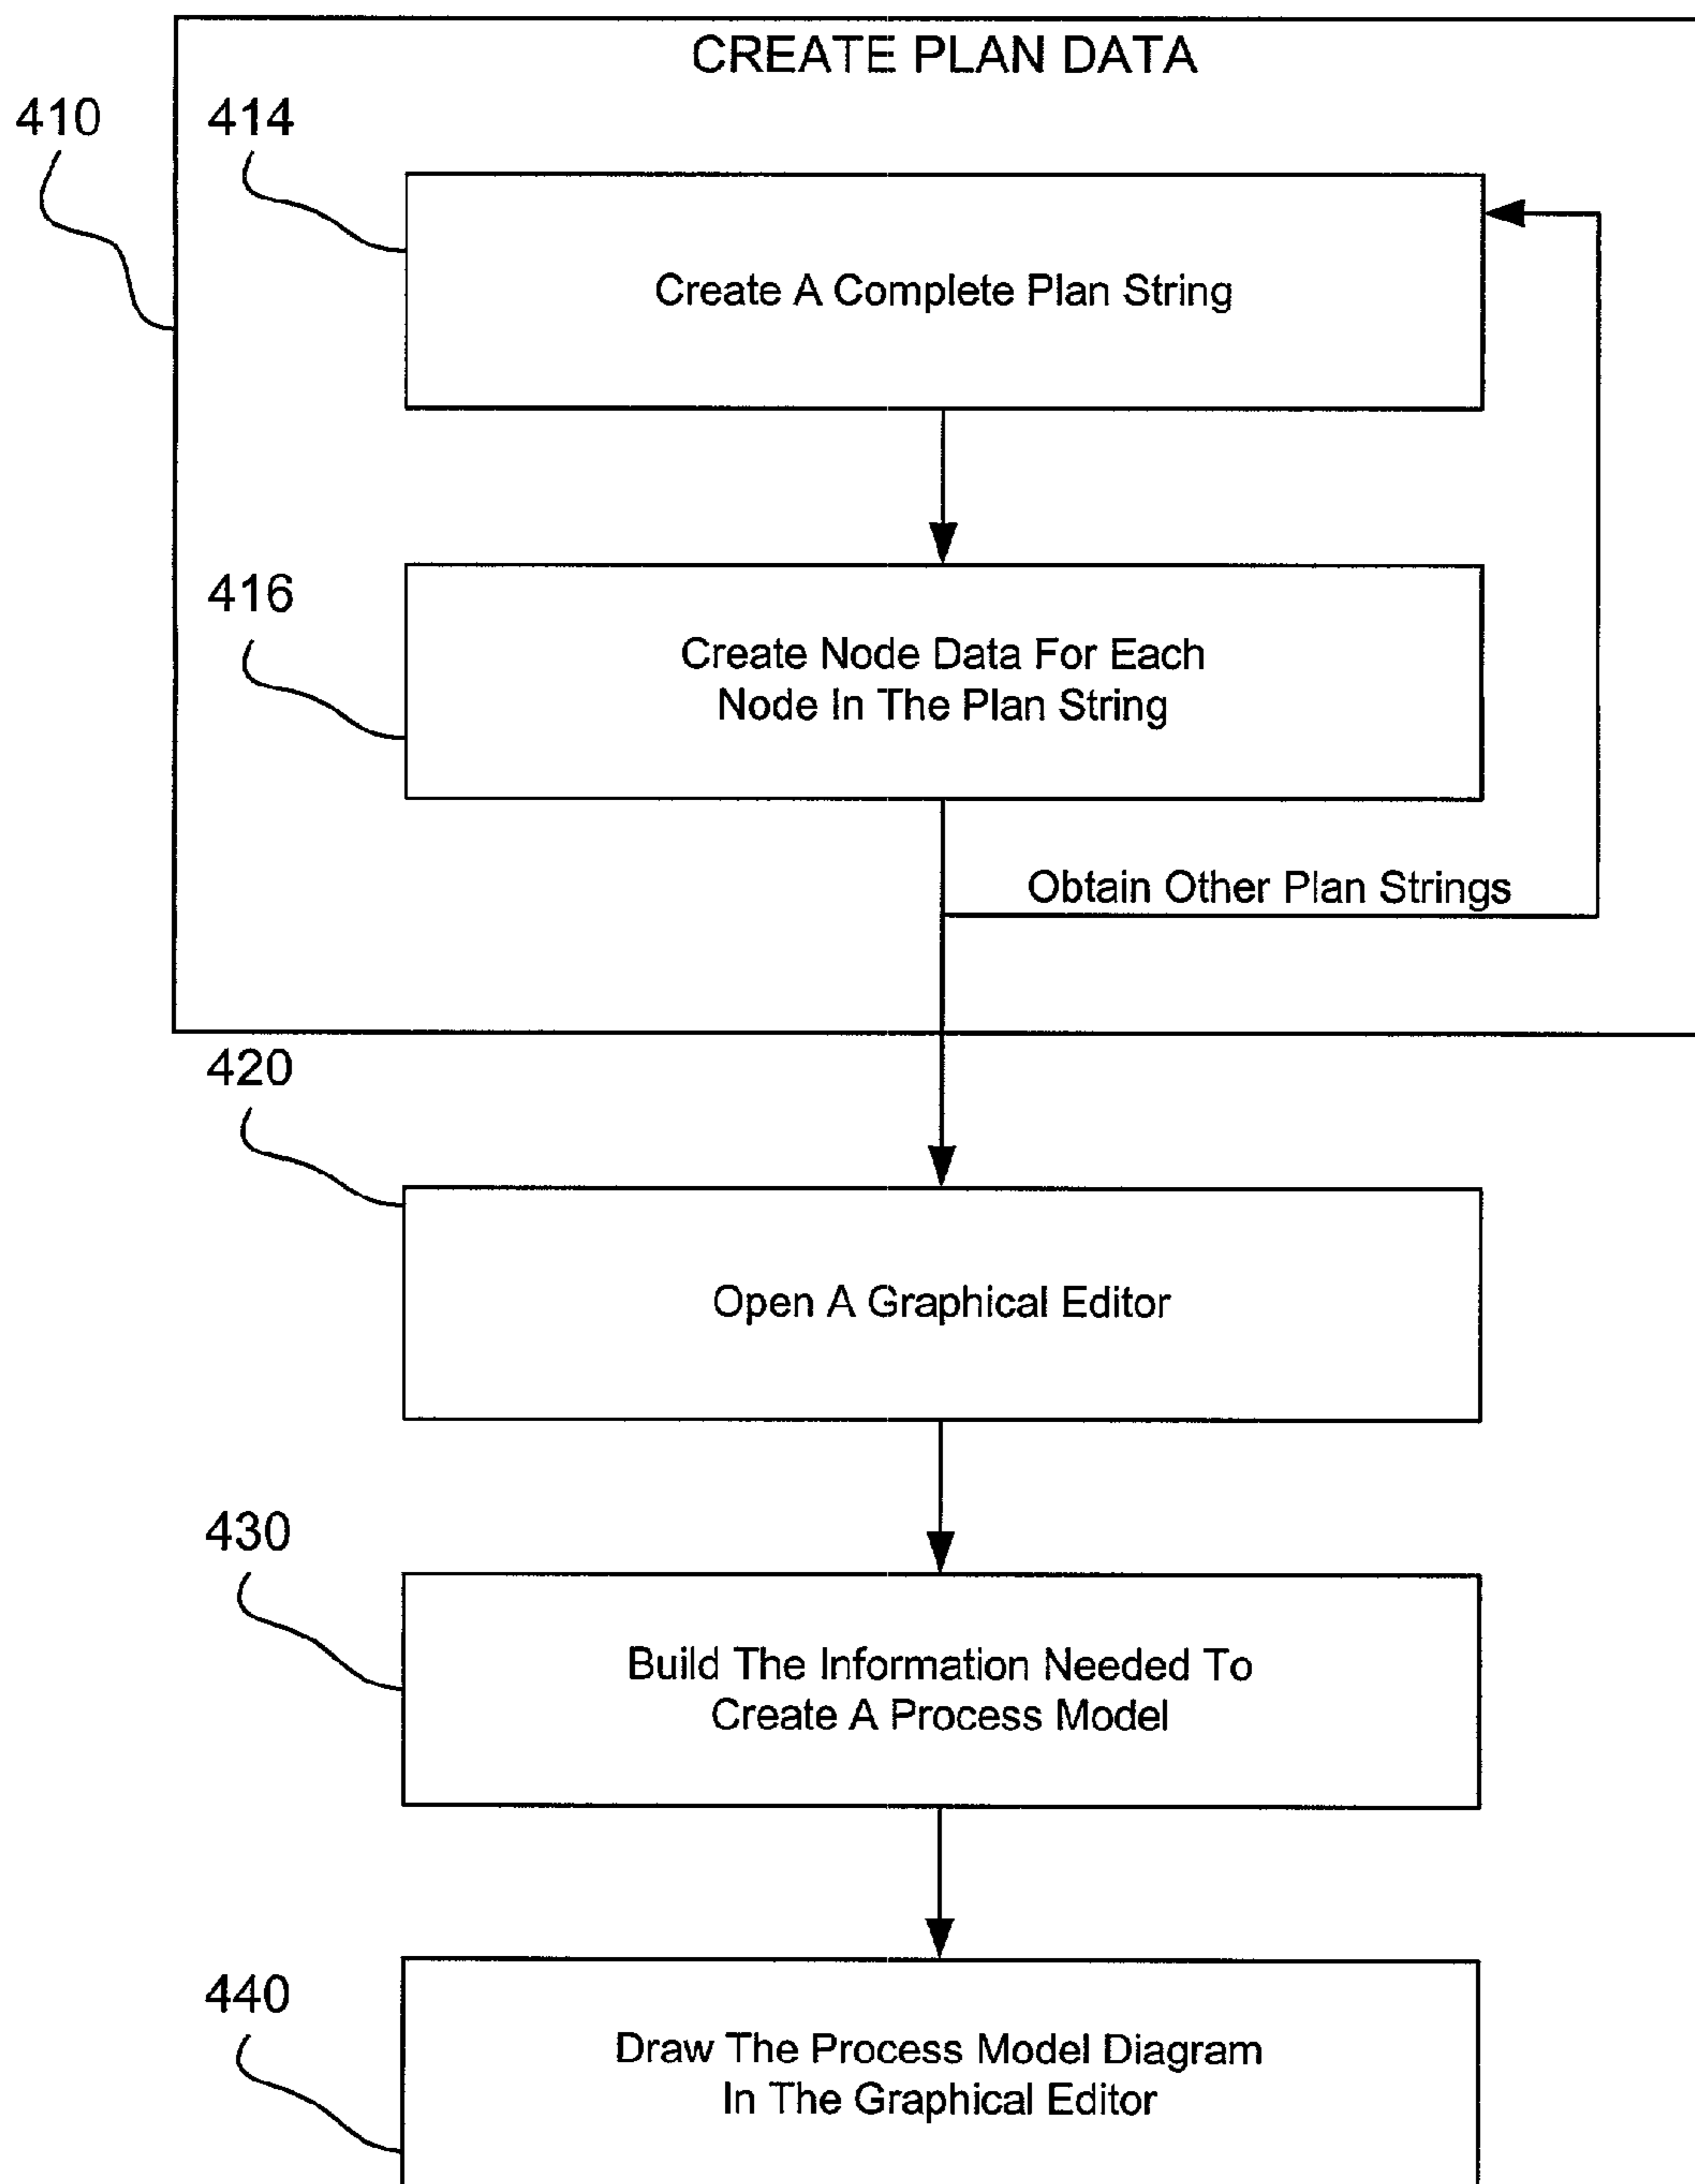 CREATE PLAN DATA
410
414
Create A Complete Plan String
416
Create Node Data For Each
Node In The Plan String
Obtain Other Plan Strings
420
Open A Graphical Editor
430
Build The Information Needed To
Create A Process Model
440
Draw The Process Model Diagram
In The Graphical Editor